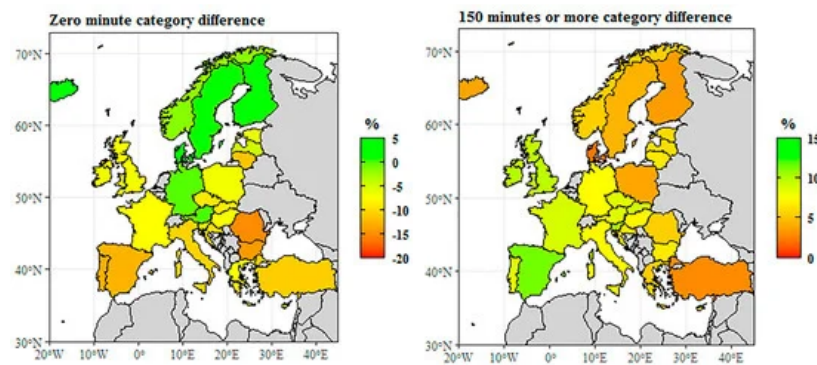 Zero minute category difference
70°N
60°N
50°N
40°N
30°N
20°W 10°W 0° 10°E 20°E 30°E 40°E
%
5
0
-5
-10
-15
-20
150 minutes or more category difference
70°N
60°N
50°N
40°N
30°N
20°W 10°W 0° 10°E 20°E 30°E 40°E
%
15
10
5
0